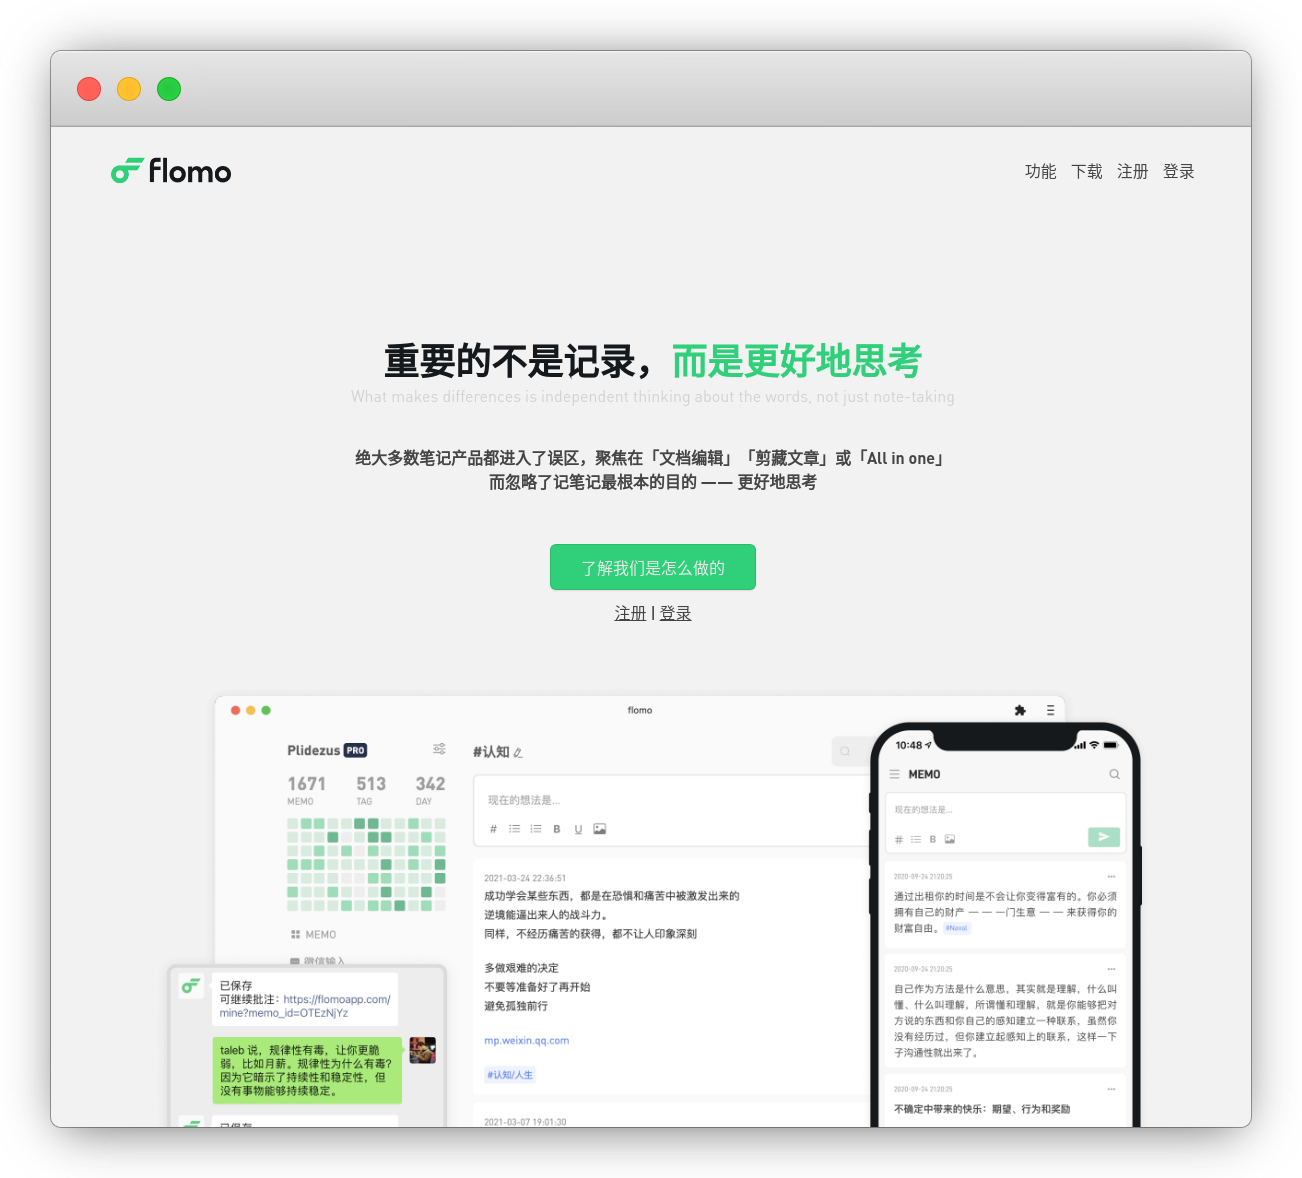 flomo
功能 下载 注册 登录
重要的不是记录，而是更好地思考
What makes differences is independent thinking about the words, not just note-taking
绝大多数笔记产品都进入了误区，聚焦在「文档编辑」「剪藏文章」或「All in one」
而忽略了记笔记最根本的目的 —— 更好地思考
了解我们是怎么做的
注册 | 登录
flomo
Plidezus PRO
1671 513 342
MEMO TAG DAY
MEMO
微信输入
#认知
现在的想法是...
# B U
2021-03-24 22:36:51
成功学会某些东西，都是在恐惧和痛苦中被激发出来的
逆境能逼出来人的战斗力。
同样，不经历痛苦的获得，都不让人印象深刻
多做艰难的决定
不要等准备好了再开始
避免孤独前行
mp.weixin.qq.com
#认知/人生
2021-03-07 19:01:30
已保存
可继续批注：https://flomoapp.com/
mine?memo_id=OTEzNjYz
taleb 说，规律性有毒，让你更脆
弱，比如月薪。规律性为什么有毒？
因为它暗示了持续性和稳定性，但
没有事物能够持续稳定。
已保存
10:48
MEMO
现在的想法是...
# B
2020-09-24 21:20:25
通过出租你的时间是不会让你变得富有的。你必须
拥有自己的财产 — — 一门生意 — — 来获得你的
财富自由。 #Naval
2020-09-24 21:20:25
自己作为方法是什么意思，其实就是理解，什么叫
懂、什么叫理解，所谓懂和理解，就是你能够把对
方说的东西和你自己的感知建立一种联系，虽然你
没有经历过，但你建立起感知上的联系，这样一下
子沟通性就出来了。
2020-09-24 21:20:25
不确定中带来的快乐：期望、行为和奖励